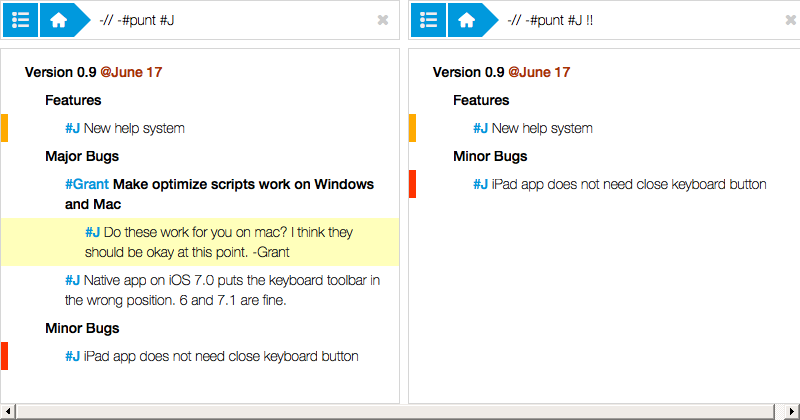 -// -#punt #J
Version 0.9 @June 17
Features
#J New help system
Major Bugs
#Grant Make optimize scripts work on Windows
and Mac
#J Do these work for you on mac? I think they
should be okay at this point. -Grant
#J Native app on iOS 7.0 puts the keyboard toolbar in
the wrong position. 6 and 7.1 are fine.
Minor Bugs
#J iPad app does not need close keyboard button
-// -#punt #J !!
Version 0.9 @June 17
Features
#J New help system
Minor Bugs
#J iPad app does not need close keyboard button